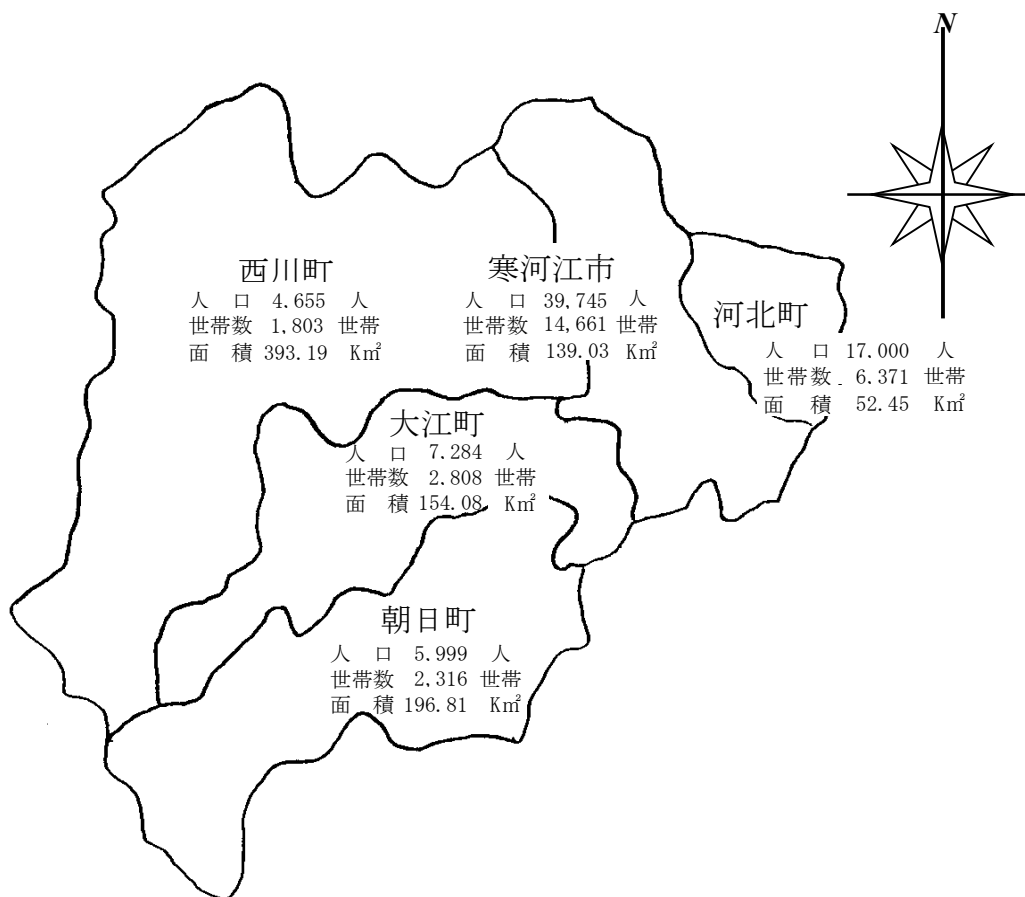 N
西川町
人 口 4,655 人
世帯数 1,803 世帯
面 積 393.19 K㎡
寒河江市
人 口 39,745 人
世帯数 14,661 世帯
面 積 139.03 K㎡
河北町
人 口 17,000 人
世帯数 6,371 世帯
面 積 52.45 K㎡
大江町
人 口 7,284 人
世帯数 2,808 世帯
面 積 154.08 K㎡
朝日町
人 口 5,999 人
世帯数 2,316 世帯
面 積 196.81 K㎡